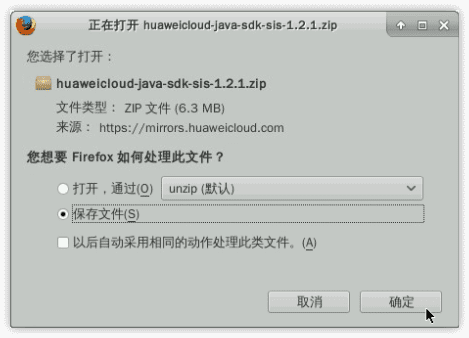 正在打开 huaweicloud-java-sdk-sis-1.2.1.zip
您选择了打开：
huaweicloud-java-sdk-sis-1.2.1.zip
文件类型： ZIP 文件 (6.3 MB)
来源： https://mirrors.huaweicloud.com
您想要 Firefox 如何处理此文件？
打开，通过(O) unzip (默认)
保存文件(S)
以后自动采用相同的动作处理此类文件。(A)
取消 确定